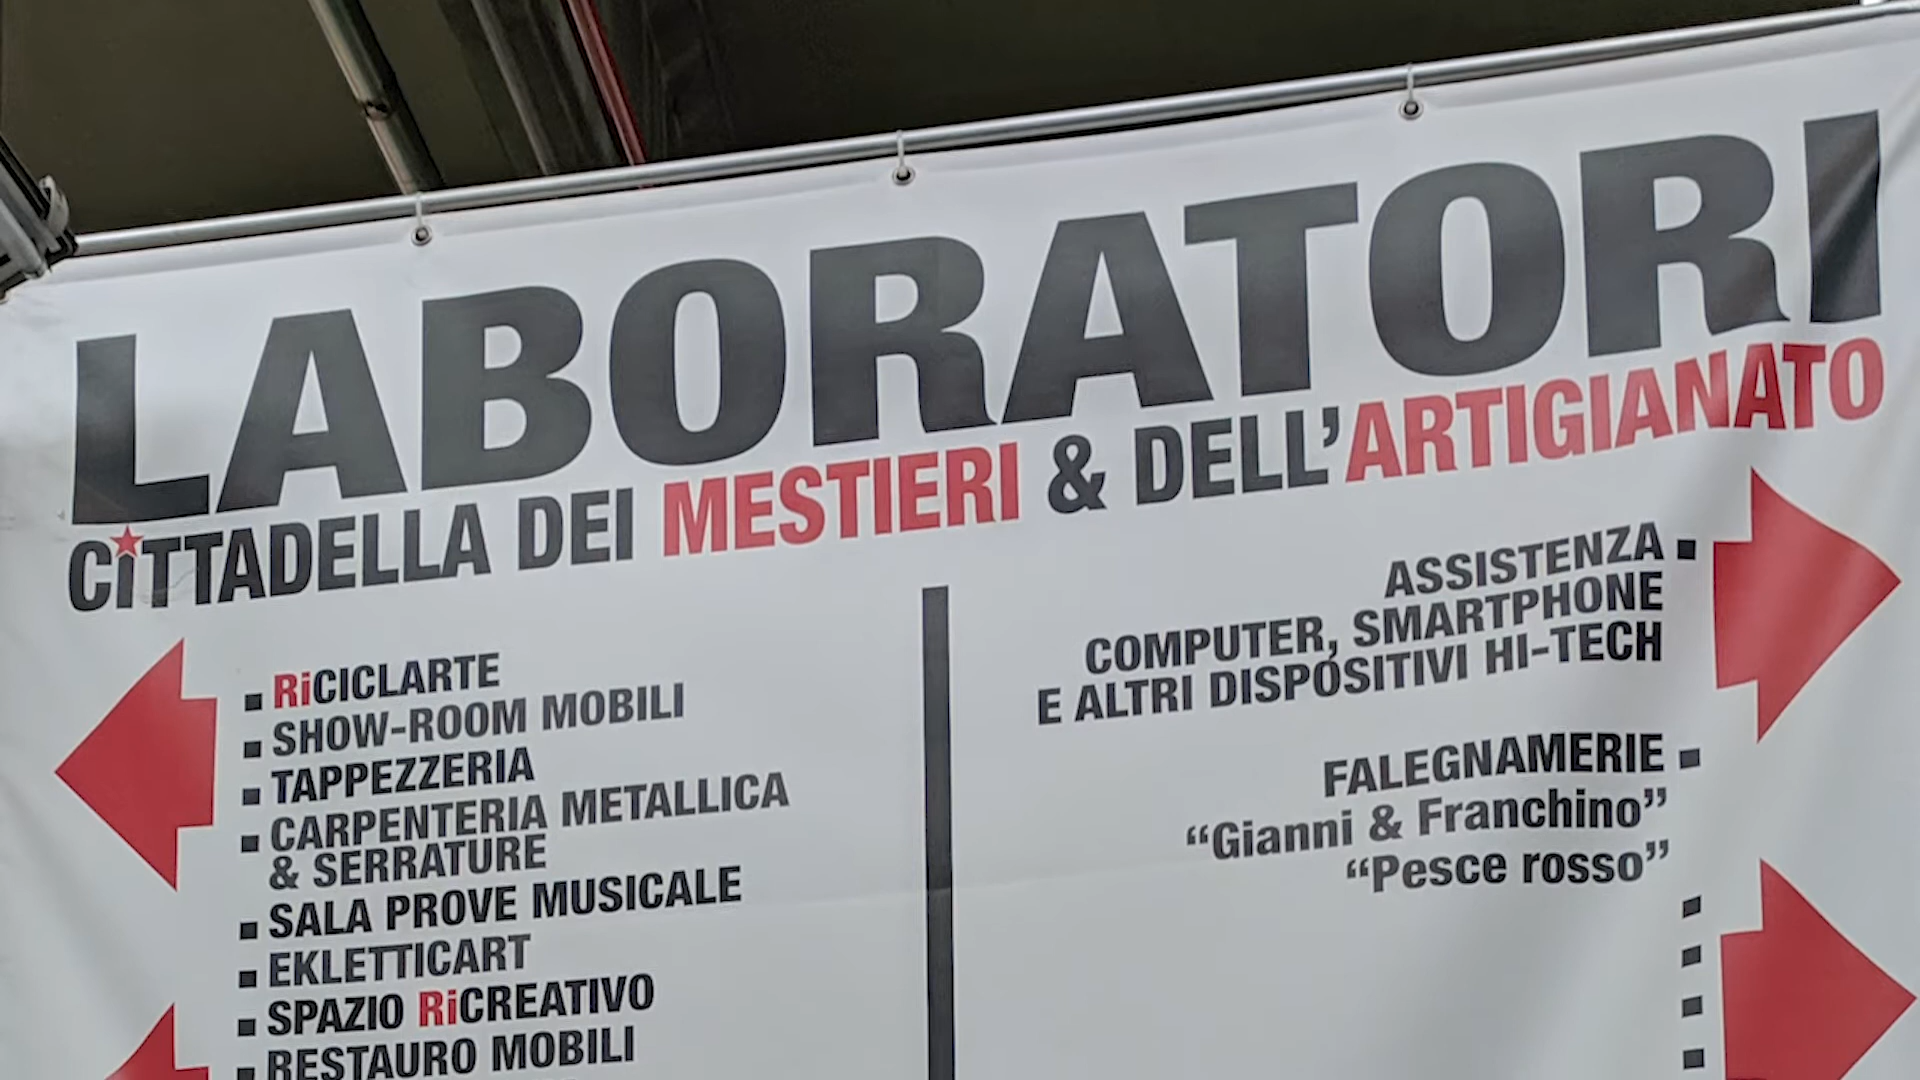 LABORATORI
CiTTADELLA DEI MESTIERI & DELL’ARTIGIANATO
RiCICLARTE
SHOW-ROOM MOBILI
TAPPEZZERIA
CARPENTERIA METALLICA
& SERRATURE
SALA PROVE MUSICALE
EKLETTICART
SPAZIO RiCREATIVO
RESTAURO MOBILI
ASSISTENZA
COMPUTER, SMARTPHONE
E ALTRI DISPOSITIVI HI-TECH
FALEGNAMERIE
“Gianni & Franchino”
“Pesce rosso”